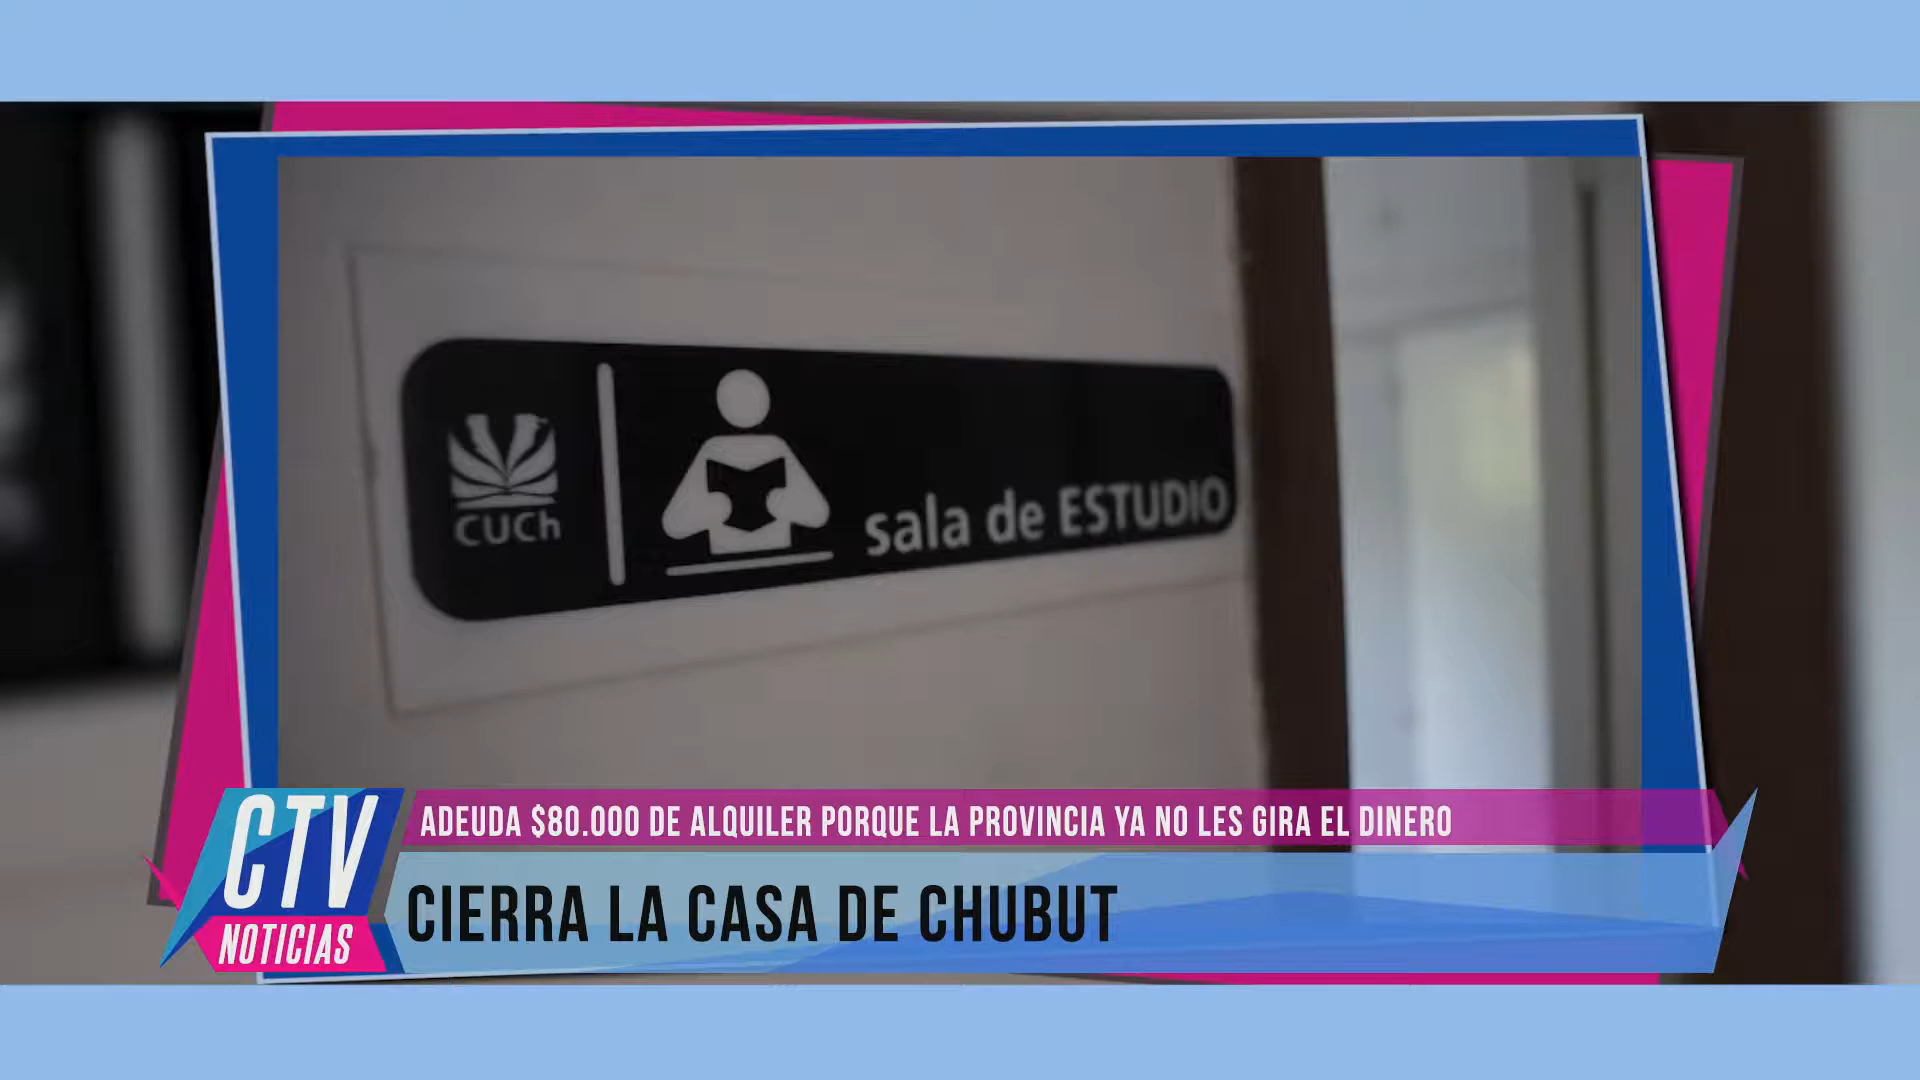 CUCh
sala de ESTUDIO
CTV
NOTICIAS
ADEUDA $80.000 DE ALQUILER PORQUE LA PROVINCIA YA NO LES GIRA EL DINERO
CIERRA LA CASA DE CHUBUT